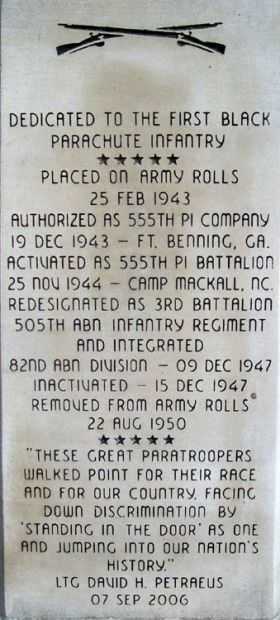 DEDICATED TO THE FIRST BLACK
PARACHUTE INFANTRY
★★★★★
PLACED ON ARMY ROLLS
25 FEB 1943
AUTHORIZED AS 555TH PI COMPANY
19 DEC 1943 – FT. BENNING, GA.
ACTIVATED AS 555TH PI BATTALION
25 NOV 1944 – CAMP MACKALL, NC.
REDESIGNATED AS 3RD BATTALION
505TH ABN INFANTRY REGIMENT
AND INTEGRATED
82ND ABN DIVISION – 09 DEC 1947
INACTIVATED – 15 DEC 1947
REMOVED FROM ARMY ROLLS
22 AUG 1950
★★★★★
"THESE GREAT PARATROOPERS
WALKED POINT FOR THEIR RACE
AND FOR OUR COUNTRY, FACING
DOWN DISCRIMINATION BY
'STANDING IN THE DOOR' AS ONE
AND JUMPING INTO OUR NATION'S
HISTORY."
LTG DAVID H. PETRAEUS
07 SEP 2006